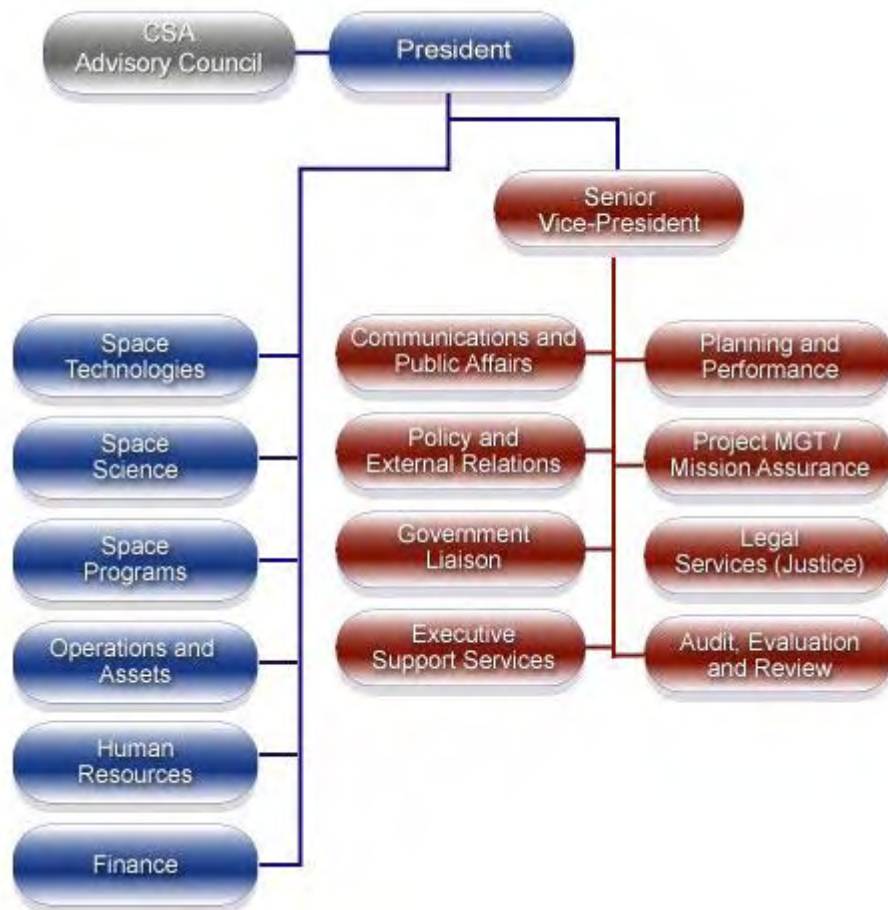 CSA
Advisory Council
President
Senior
Vice-President
Space
Technologies
Space
Science
Space
Programs
Operations and
Assets
Human
Resources
Finance
Communications and
Public Affairs
Policy and
External Relations
Government
Liaison
Executive
Support Services
Planning and
Performance
Project MGT /
Mission Assurance
Legal
Services (Justice)
Audit, Evaluation
and Review